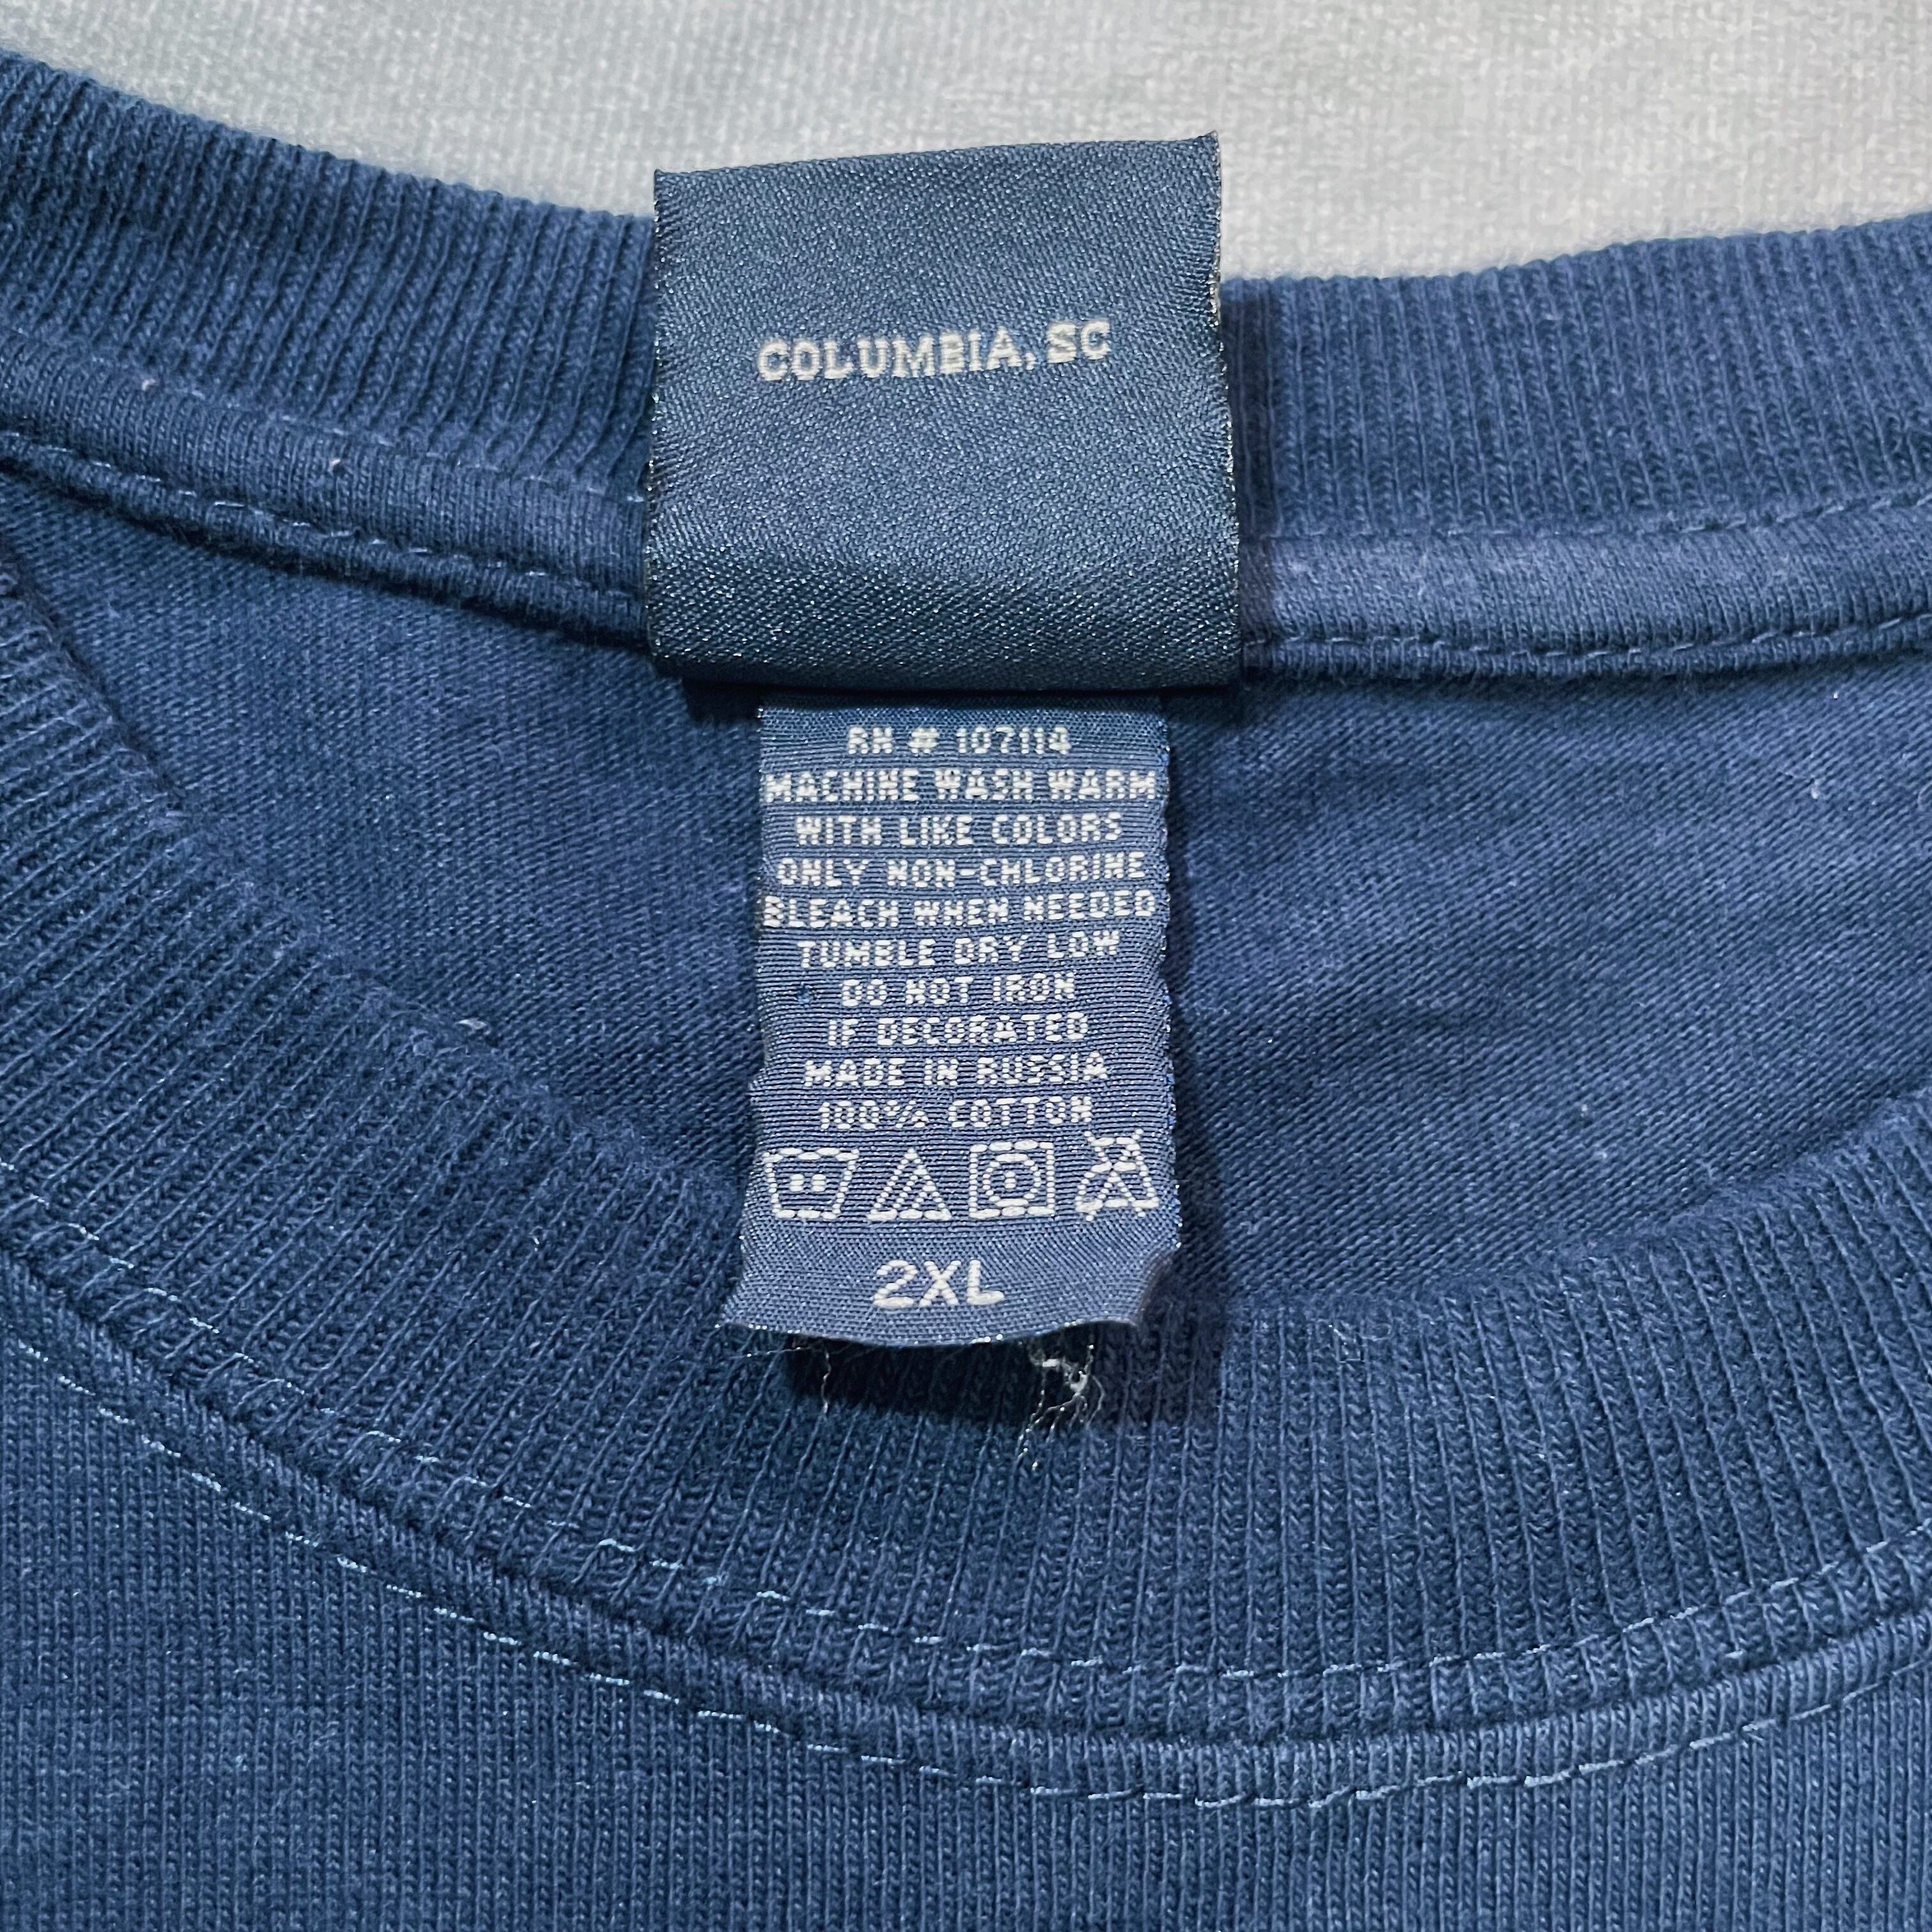 COLUMBIA, SC
RN # 107114
MACHINE WASH WARM
WITH LIKE COLORS
ONLY NON-CHLORINE
BLEACH WHEN NEEDED
TUMBLE DRY LOW
DO NOT IRON
IF DECORATED
MADE IN RUSSIA
100% COTTON
2XL